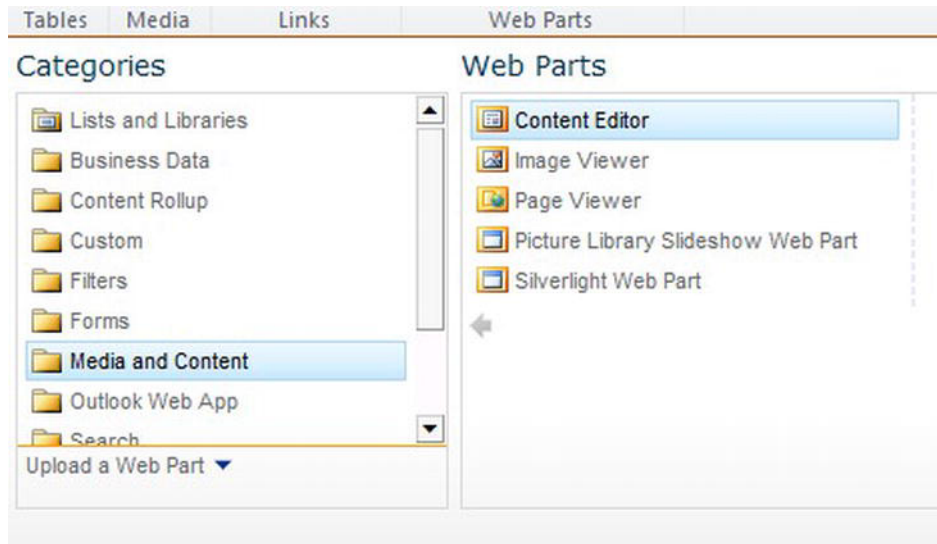 Tables Media Links Web Parts
Categories
Lists and Libraries
Business Data
Content Rollup
Custom
Filters
Forms
Media and Content
Outlook Web App
Search
Upload a Web Part
Web Parts
Content Editor
Image Viewer
Page Viewer
Picture Library Slideshow Web Part
Silverlight Web Part